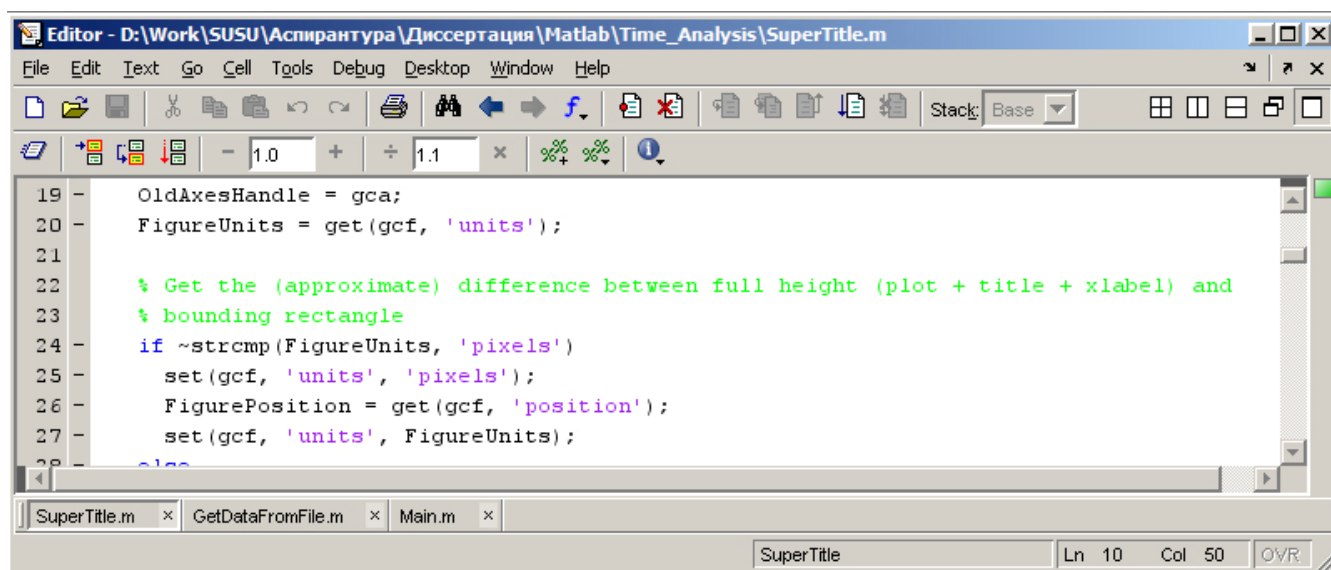 Editor - D:\Work\SUSU\Аспирантура\Диссертация\Matlab\Time_Analysis\SuperTitle.m
File Edit Text Go Cell Tools Debug Desktop Window Help
Stack: Base
1.0 1.1
19 - OldAxesHandle = gca;
20 - FigureUnits = get(gcf, 'units');
21
22 % Get the (approximate) difference between full height (plot + title + xlabel) and
23 % bounding rectangle
24 - if ~strcmp(FigureUnits, 'pixels')
25 - set(gcf, 'units', 'pixels');
26 - FigurePosition = get(gcf, 'position');
27 - set(gcf, 'units', FigureUnits);
28 - else
SuperTitle.m × GetDataFromFile.m × Main.m ×
SuperTitle Ln 10 Col 50 OVR